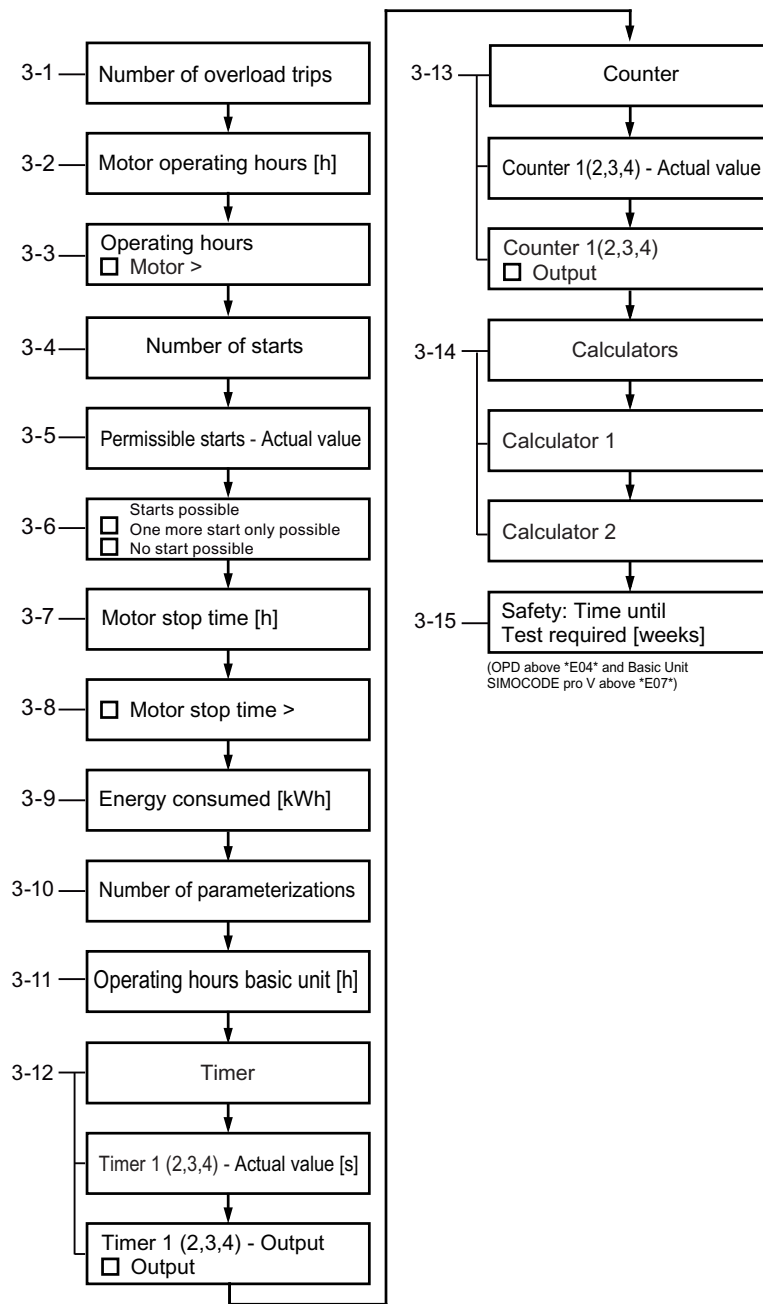 3-1
Number of overload trips
3-2
Motor operating hours [h]
3-3
Operating hours
Motor >
3-4
Number of starts
3-5
Permissible starts - Actual value
3-6
Starts possible
One more start only possible
No start possible
3-7
Motor stop time [h]
3-8
Motor stop time >
3-9
Energy consumed [kWh]
3-10
Number of parameterizations
3-11
Operating hours basic unit [h]
3-12
Timer
Timer 1 (2,3,4) - Actual value [s]
Timer 1 (2,3,4) - Output
Output
3-13
Counter
Counter 1(2,3,4) - Actual value
Counter 1(2,3,4)
Output
3-14
Calculators
Calculator 1
Calculator 2
3-15
Safety: Time until
Test required [weeks]
(OPD above *E04* and Basic Unit
SIMOCODE pro V above *E07*)